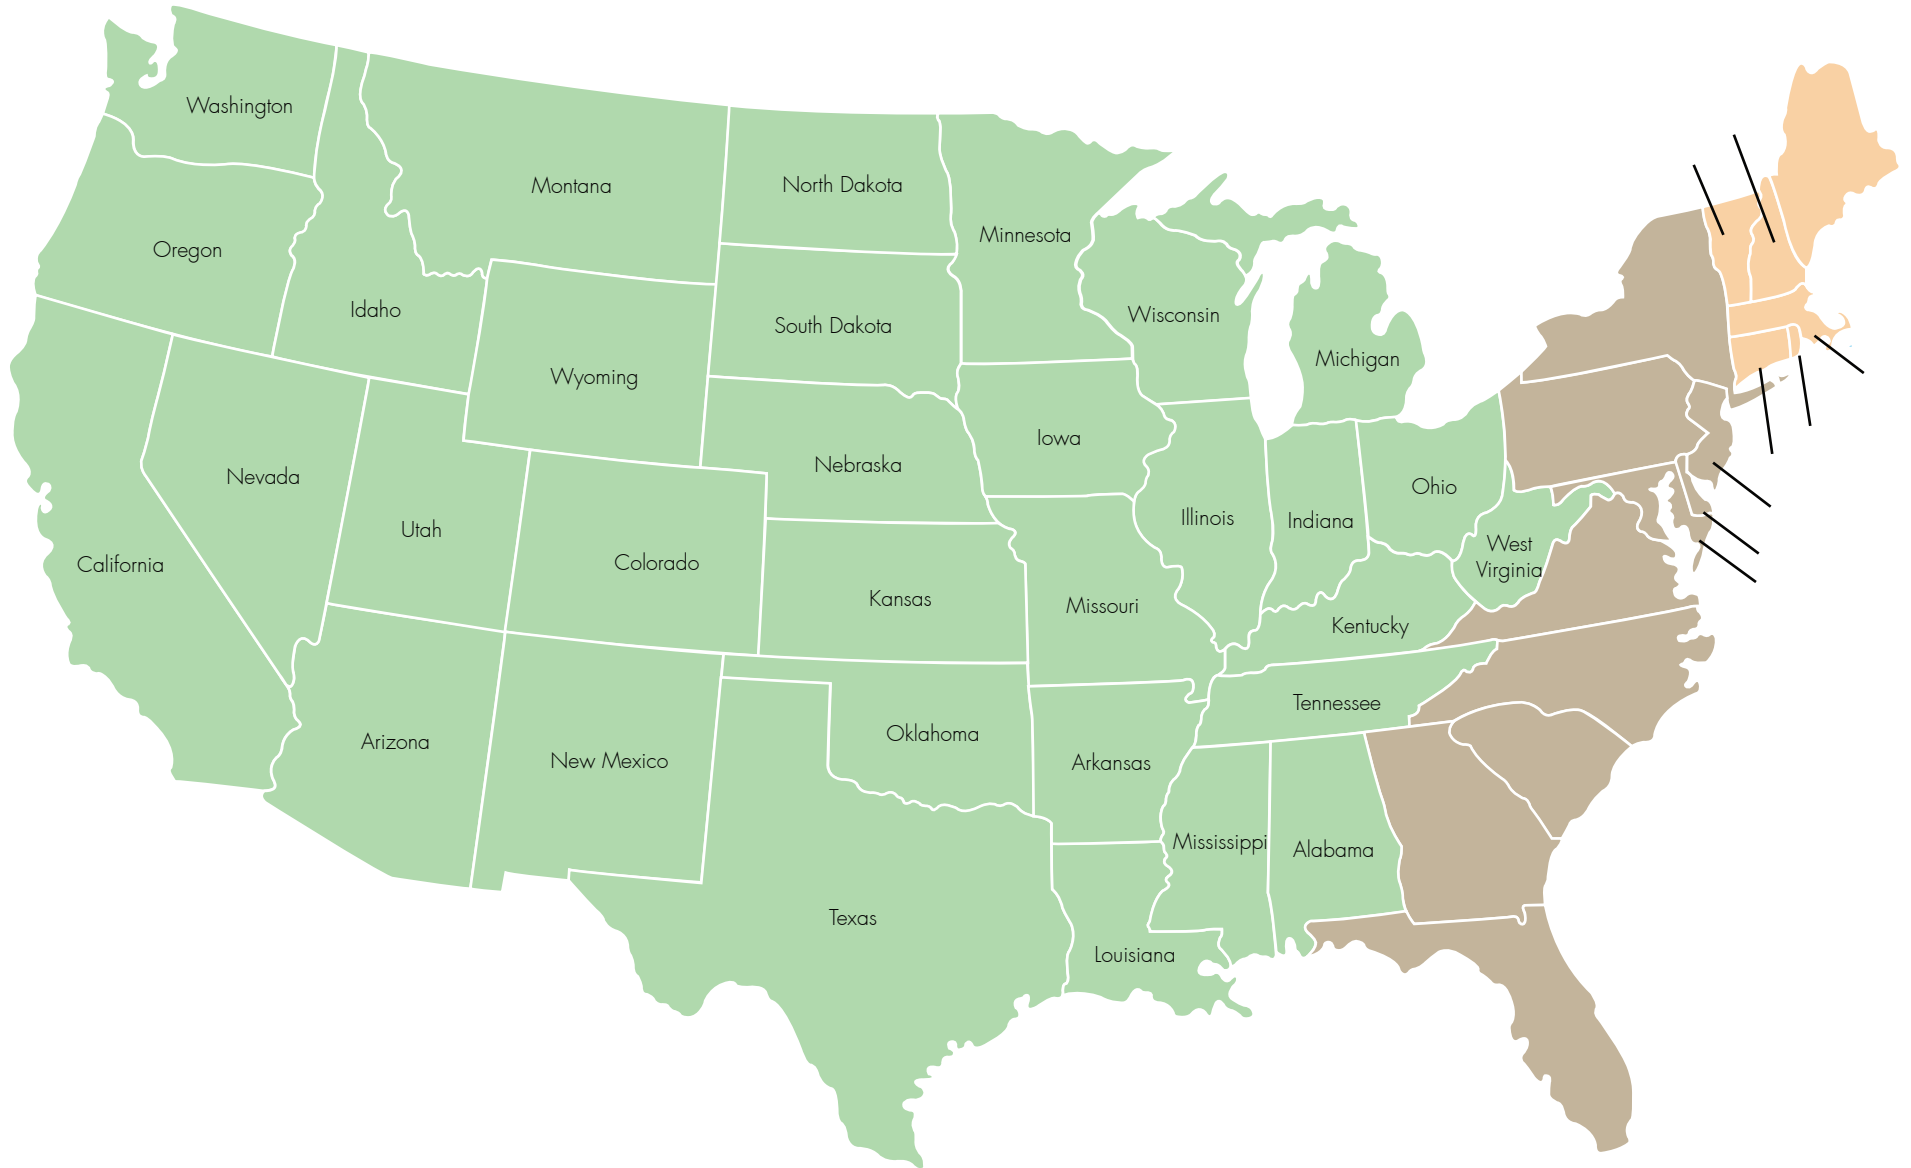 Washington
Montana
North Dakota
Minnesota
Oregon
Idaho
Wisconsin
South Dakota
Michigan
Wyoming
Iowa
Nebraska
Nevada
Ohio
Illinois
Indiana
Utah
West
Virginia
Colorado
California
Kansas
Missouri
Kentucky
Tennessee
Oklahoma
Arizona
New Mexico
Arkansas
Mississippi
Alabama
Texas
Louisiana